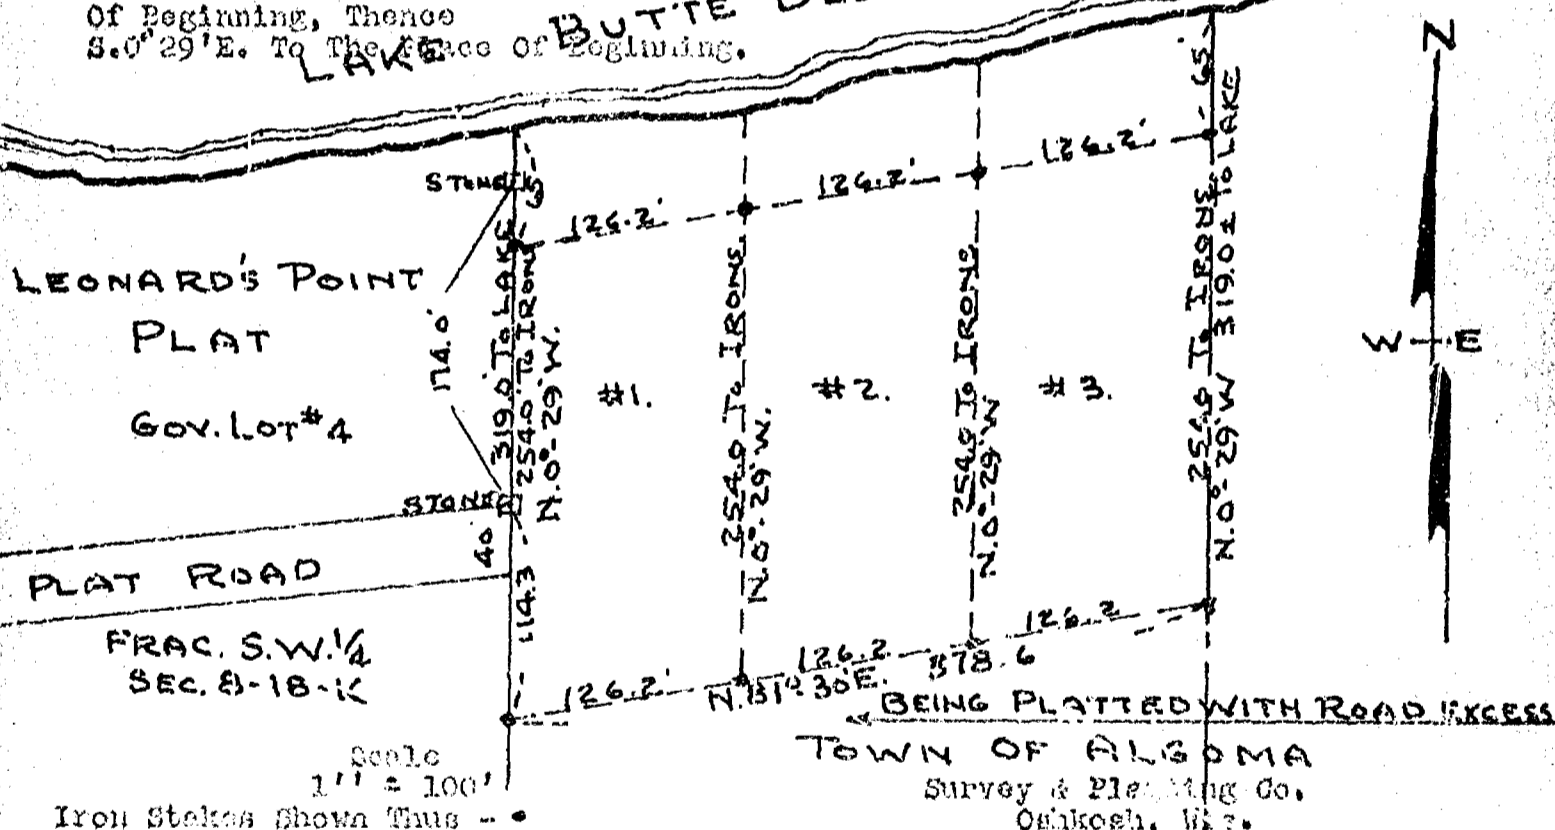 Of Beginning, Thence
S.0°29'E. To The Place Of Beginning.
LAKE BUTTE
N
W E
65'
STONE
126.2'
126.2'
126.2'
LEONARD'S POINT
PLAT
GOV. LOT #4
174.0'
319.0 TO LAKE
254.0 TO IRONS
N.0°-29'W.
#1.
254.0 TO IRONS
N.0°-29'W.
#2.
254.0 TO IRONS
N.0°-29'W
#3.
254.0 TO IRONS
N.0°-29'W 319.0± TO LAKE
STONE
40
PLAT ROAD
114.3
FRAC. S.W.1/4
SEC. 8-18-
126.2'
126.2
126.2
N.81°-30'E. 378.6
BEING PLATTED WITH ROAD EXCESS
TOWN OF ALGOMA
Scale
1'' = 100'
Survey & Co.
Iron Stakes Shown Thus - •
Oshkosh, Wis.